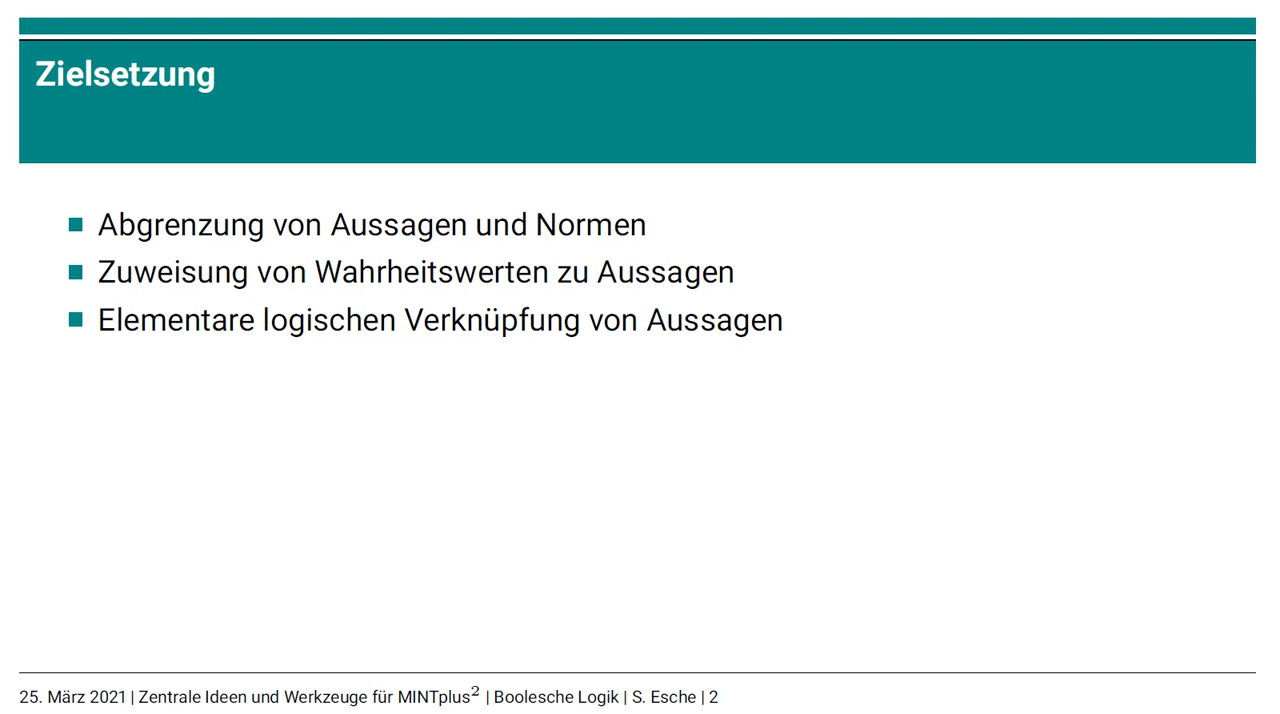 Zielsetzung
Abgrenzung von Aussagen und Normen
Zuweisung von Wahrheitswerten zu Aussagen
Elementare logischen Verknüpfung von Aussagen
25. März 2021 | Zentrale Ideen und Werkzeuge für MINTplus² | Boolesche Logik | S. Esche | 2